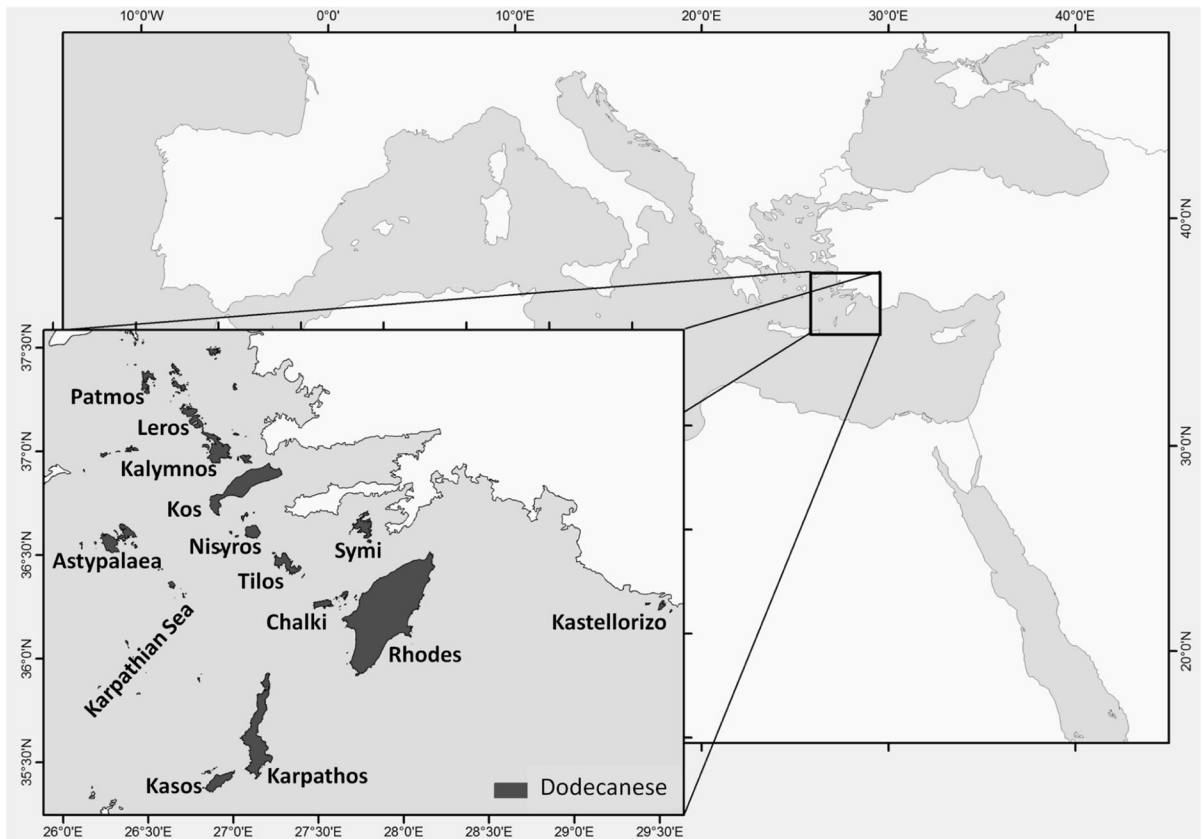 10°0'W 0°0' 10°0'E 20°0'E 30°0'E 40°0'E
40°0'N
30°0'N
20°0'N
37°30'N
37°0'N
36°30'N
36°0'N
35°30'N
Patmos
Leros
Kalymnos
Kos
Nisyros
Symi
Astypalaea
Tilos
Chalki
Kastellorizo
Karpathian Sea
Rhodes
Karpathos
Kasos
Dodecanese
26°0'E 26°30'E 27°0'E 27°30'E 28°0'E 28°30'E 29°0'E 29°30'E